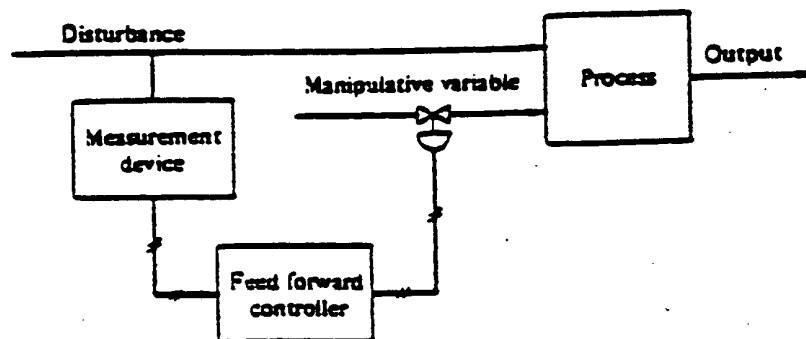 Disturbance
Output
Process
Manipulative variable
Measurement
device
Feed forward
controller